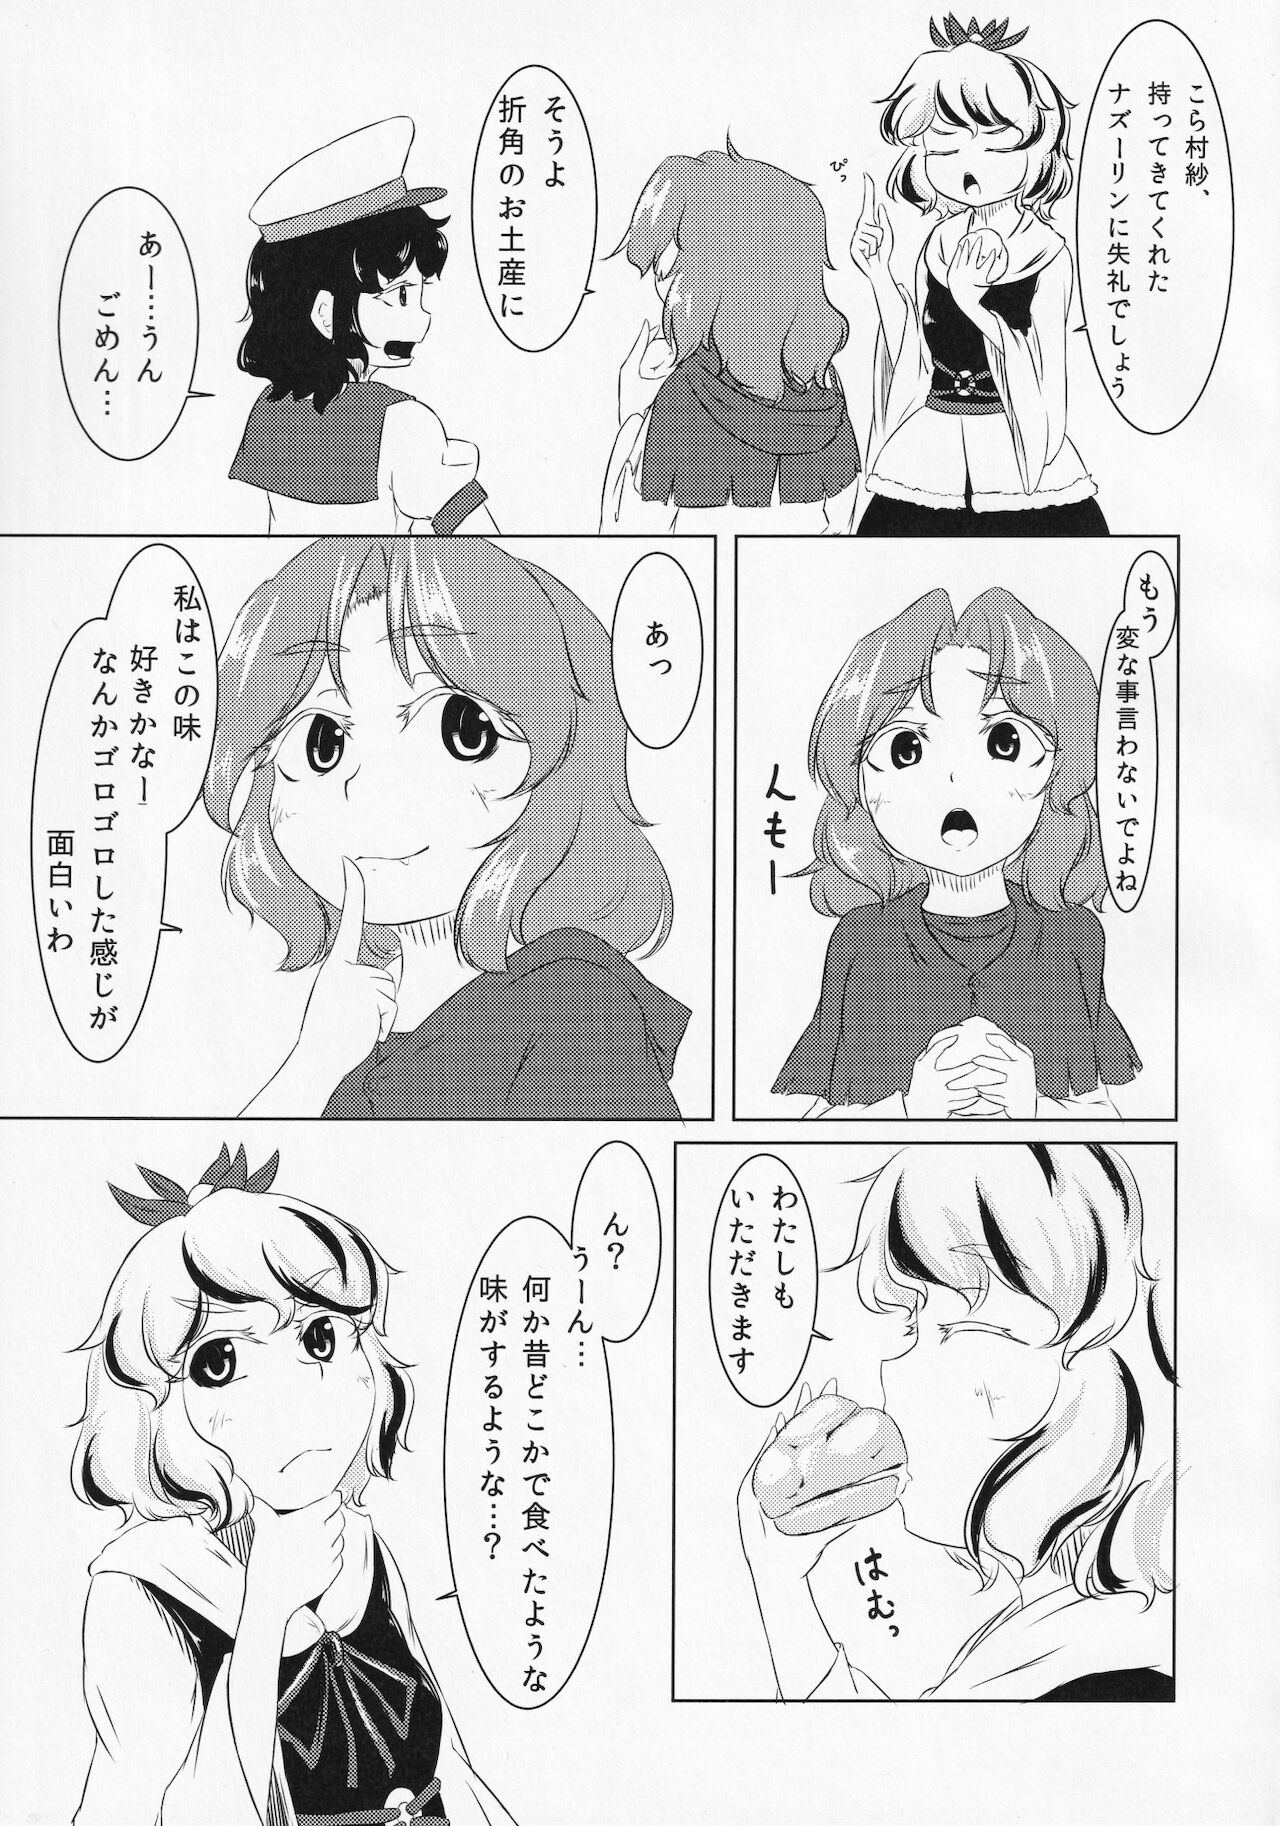 こら村紗、
持ってきてくれた
ナズーリンに失礼でしょう
ぴっ
そうよ
折角のお土産に
あー…うん
ごめん…
もう
変な事言わないでよね
んもー
あっ
私はこの味
好きかなー
なんかゴロゴロした感じが
面白いわ
わたしも
いただきます
はむっ
ん？
うーん…
何か昔どこかで食べたような
味がするような…？